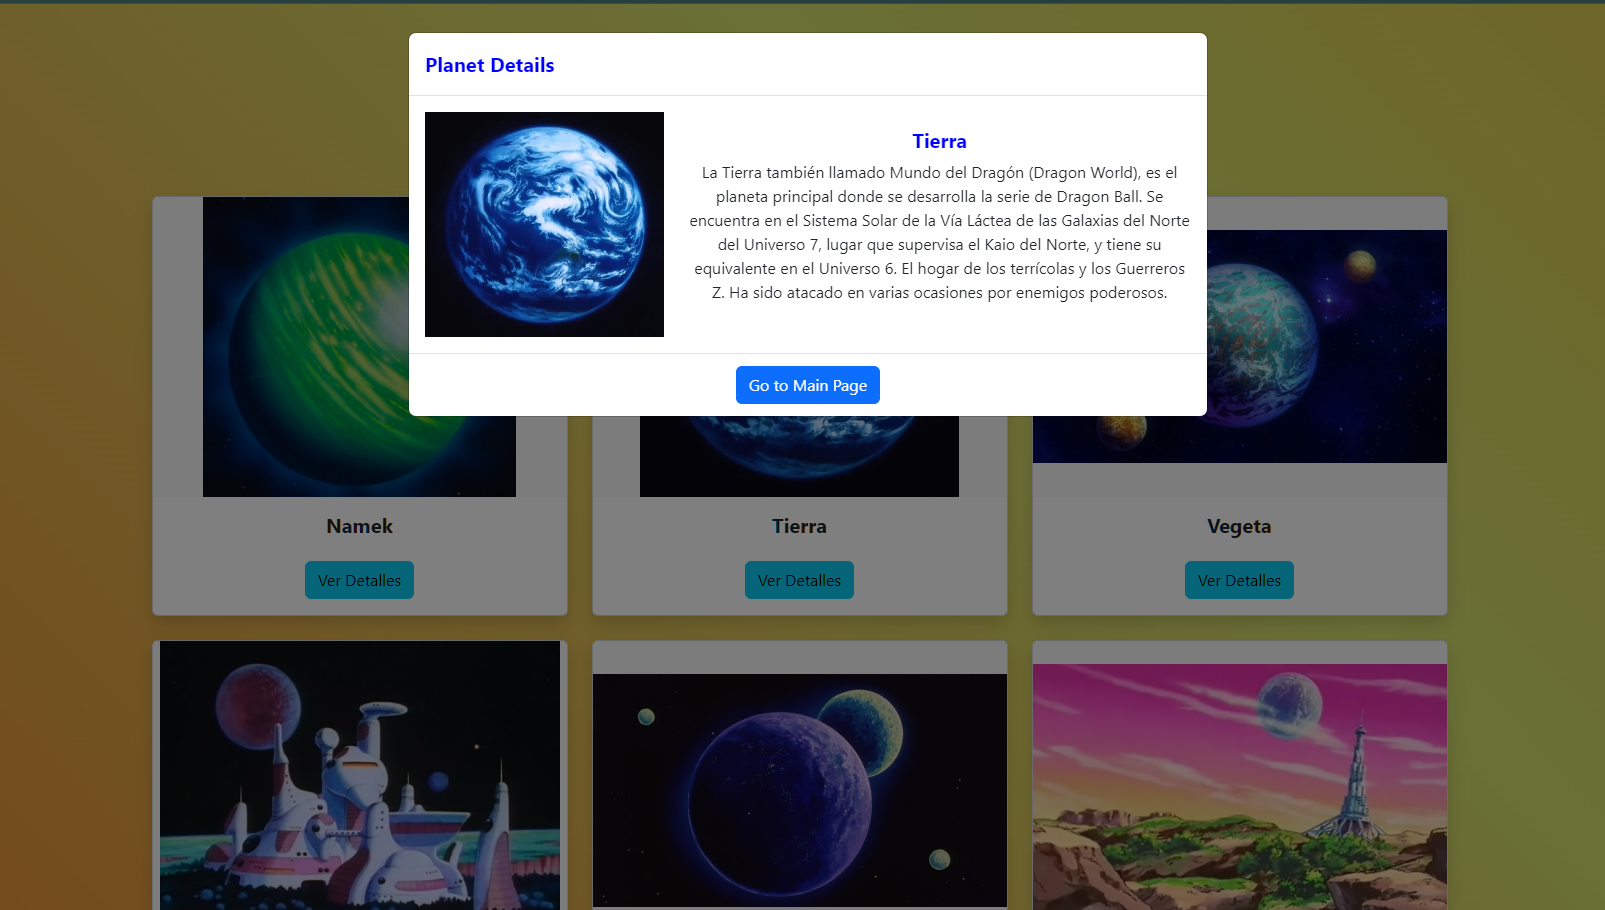 Planet Details
Tierra
La Tierra también llamado Mundo del Dragón (Dragon World), es el
planeta principal donde se desarrolla la serie de Dragon Ball. Se
encuentra en el Sistema Solar de la Vía Láctea de las Galaxias del Norte
del Universo 7, lugar que supervisa el Kaio del Norte, y tiene su
equivalente en el Universo 6. El hogar de los terrícolas y los Guerreros
Z. Ha sido atacado en varias ocasiones por enemigos poderosos.
Go to Main Page
Namek
Tierra
Vegeta
Ver Detalles
Ver Detalles
Ver Detalles